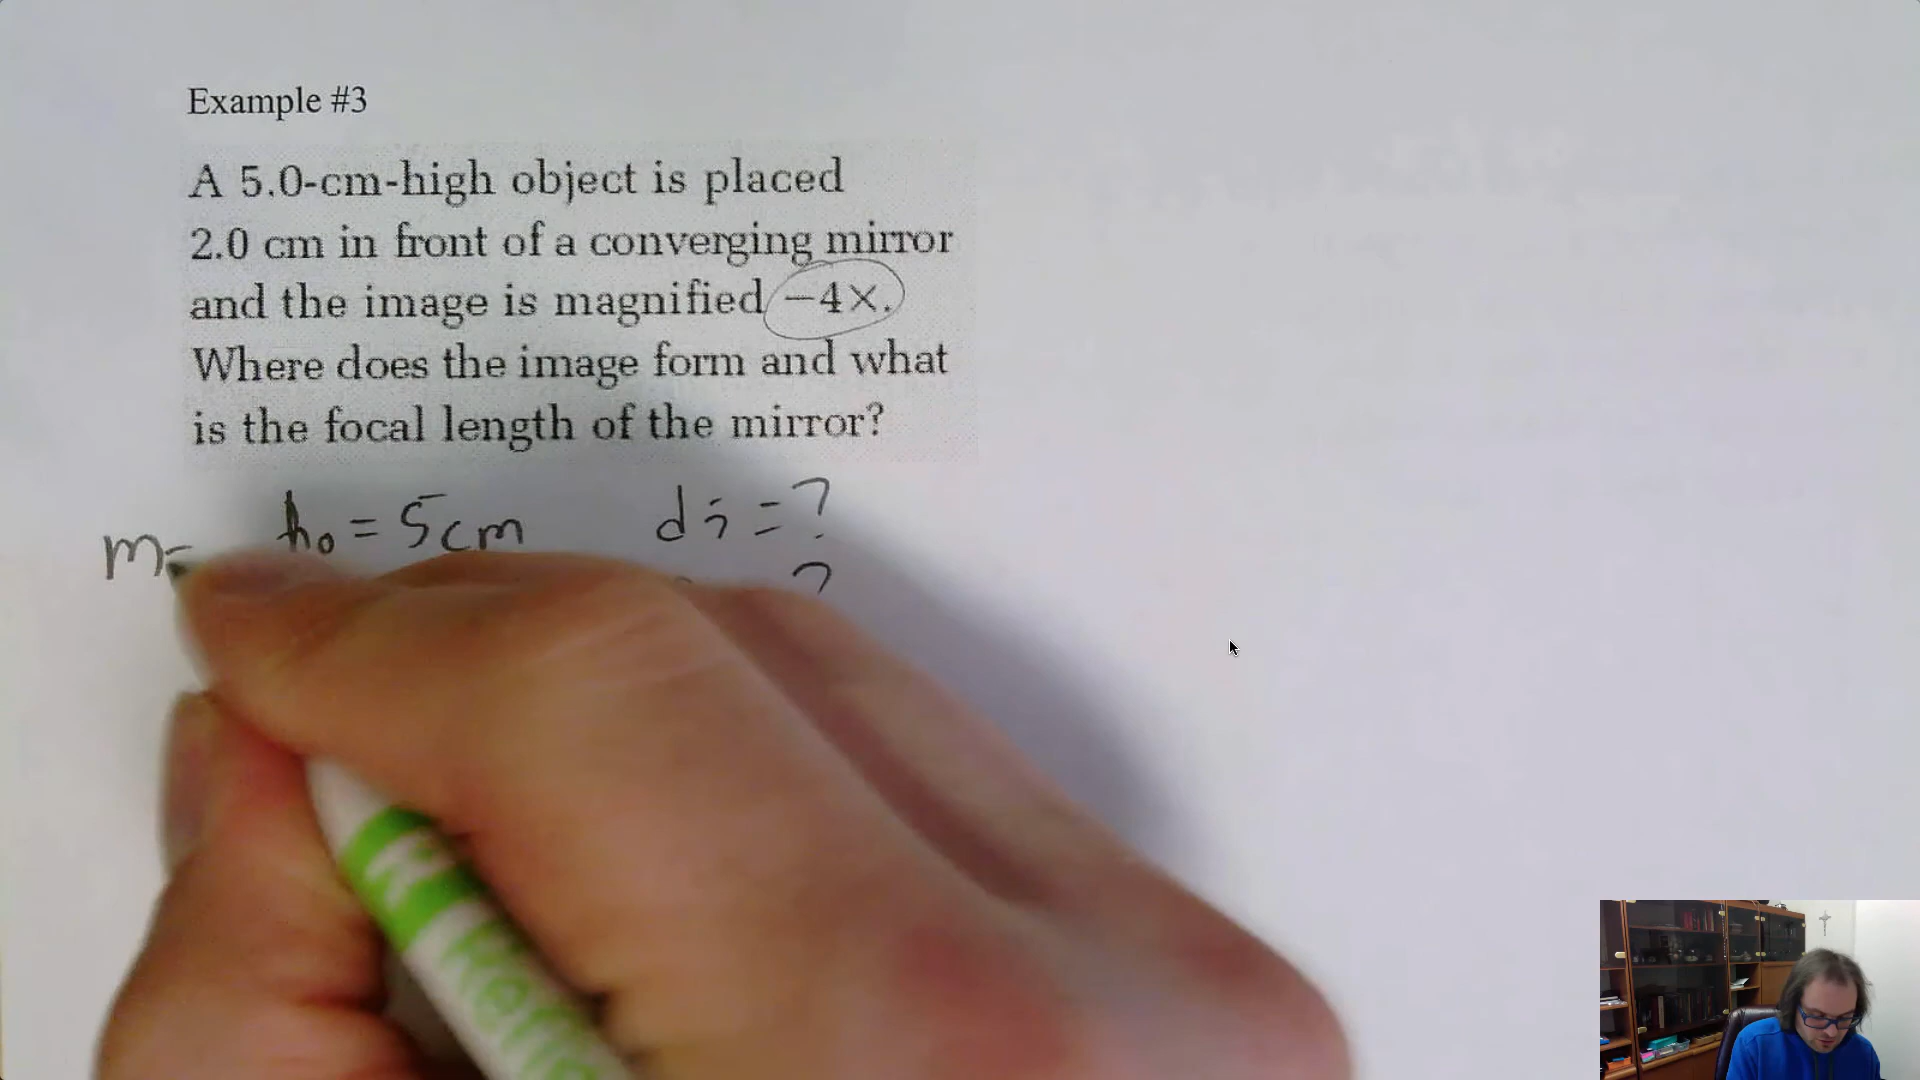 Example #3
A 5.0-cm-high object is placed
2.0 cm in front of a converging mirror
and the image is magnified −4×.
Where does the image form and what
is the focal length of the mirror?
h₀ = 5cm di = ?
m=
?